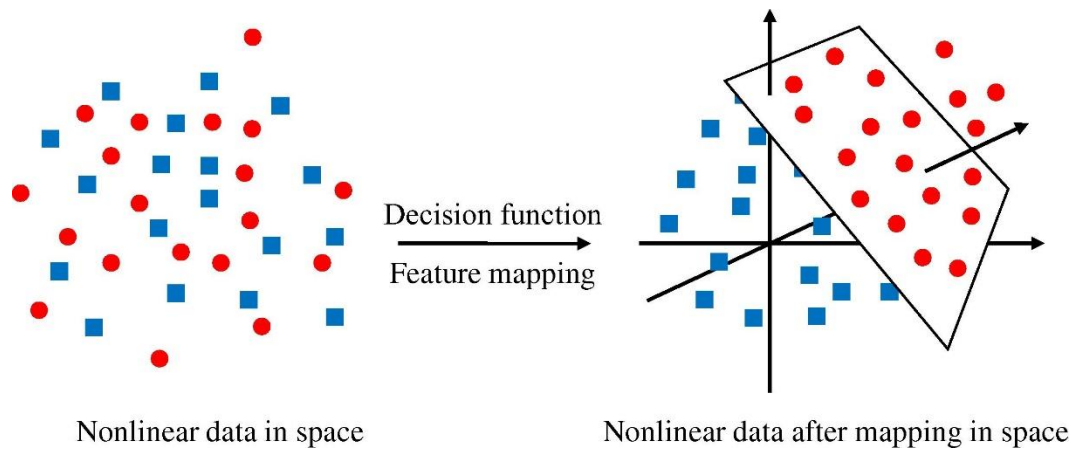 Decision function
Feature mapping
Nonlinear data in space
Nonlinear data after mapping in space